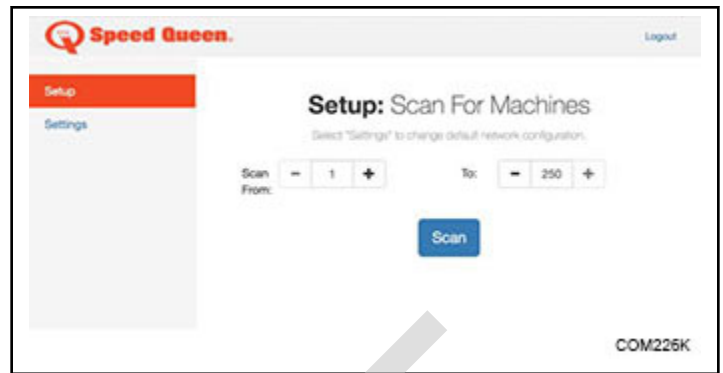 Speed Queen.
Logout
Setup
Settings
Setup: Scan For Machines
Select "Settings" to change default network configuration.
Scan From: − 1 + To: − 250 +
Scan
COM226K